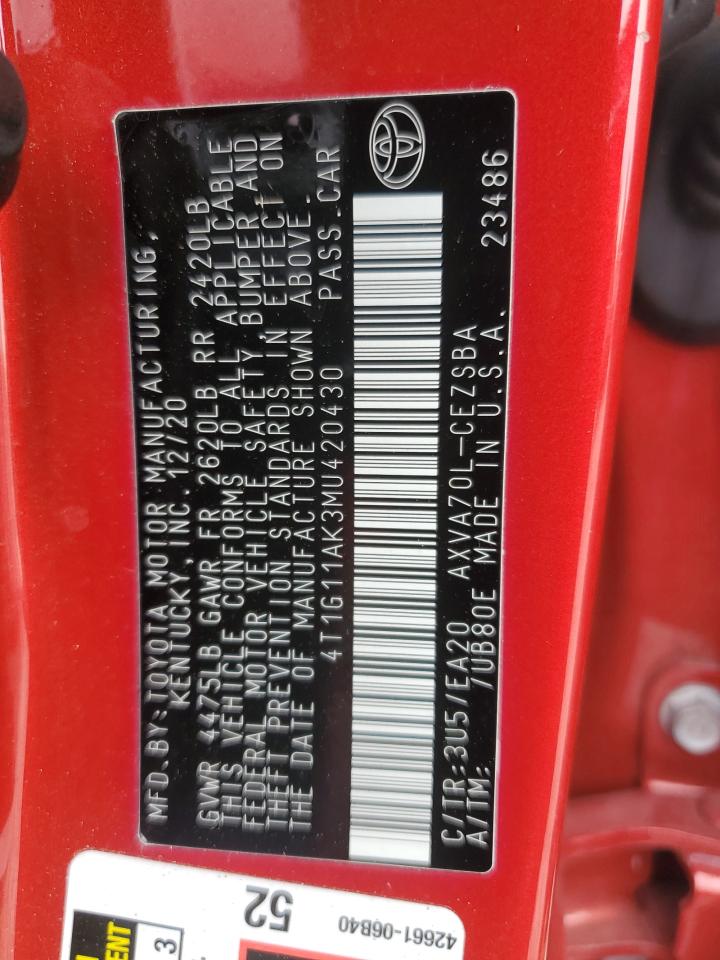 MFD. BY: TOYOTA MOTOR MANUFACTURING,
KENTUCKY, INC. 12/20
GVWR 4475LB GAWR FR 2620LB RR 2420LB
THIS VEHICLE CONFORMS TO ALL APPLICABLE
FEDERAL MOTOR VEHICLE SAFETY, BUMPER AND
THEFT PREVENTION STANDARDS IN EFFECT ON
THE DATE OF MANUFACTURE SHOWN ABOVE.
4T1G11AK3MU420430 PASS. CAR
C/TR: 3U5/EA20 AXVA70L-CEZSBA
A/TM: /UB80E MADE IN U.S.A. 23486
52
42661-06B40
3